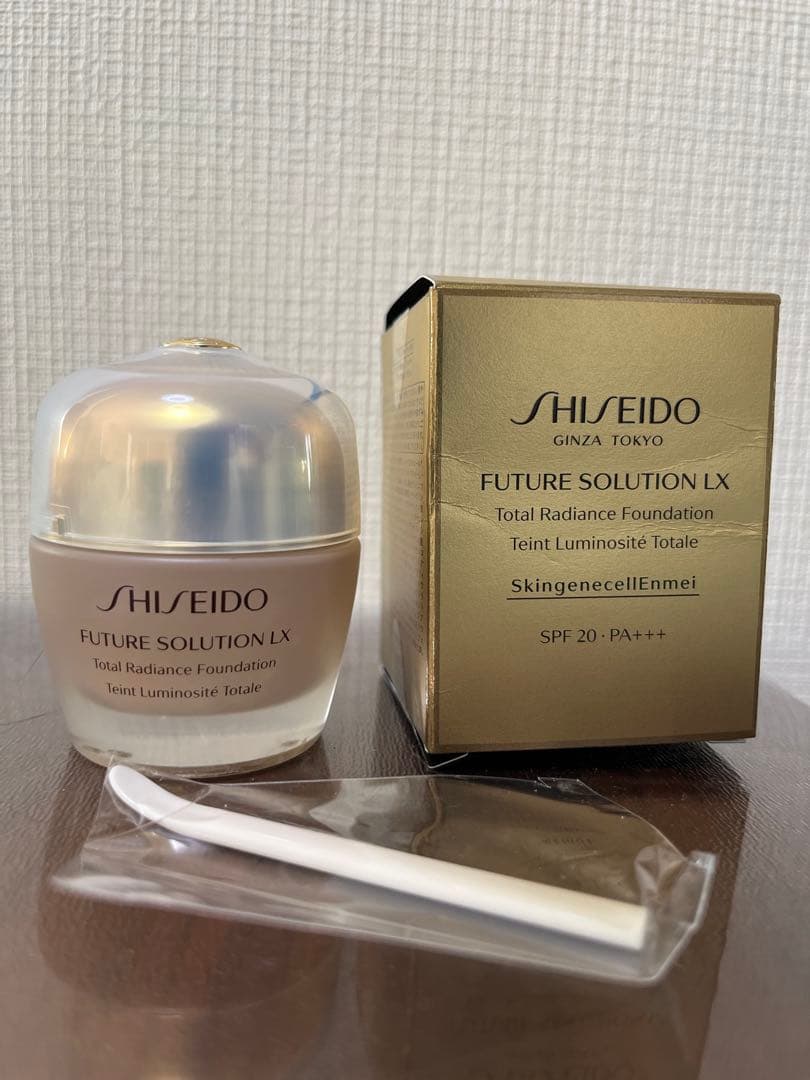 SHISEIDO
FUTURE SOLUTION LX
Total Radiance Foundation
Teint Luminosité Totale
SHISEIDO
GINZA TOKYO
FUTURE SOLUTION LX
Total Radiance Foundation
Teint Luminosité Totale
SkingenecellEnmei
SPF 20・PA+++